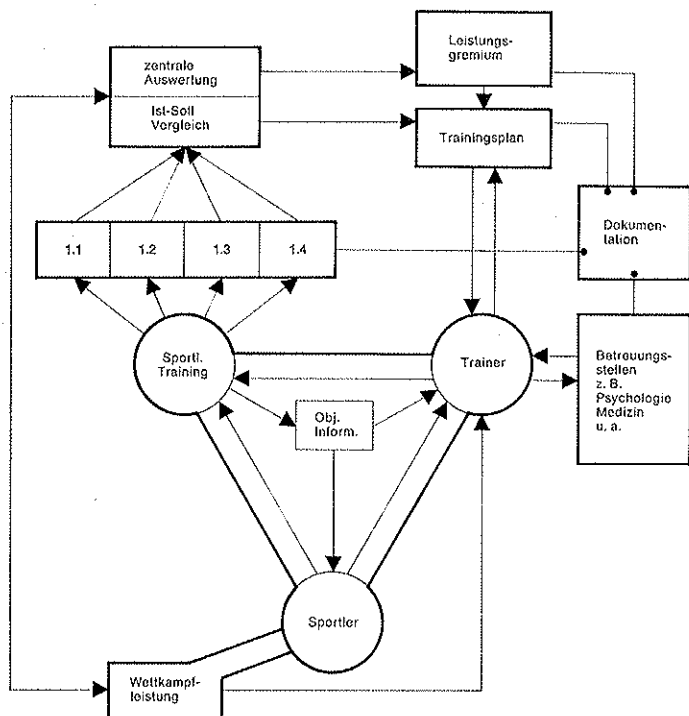 zentrale
Auswertung
Ist-Soll
Vergleich
Leistungs-
gremium
Trainingsplan
Dokumen-
tation
1.1
1.2
1.3
1.4
Sportl.
Training
Trainer
Betreuungs-
stellen
z. B.
Psychologie
Medizin
u. a.
Obj.
Inform.
Sportler
Wettkampf-
leistung